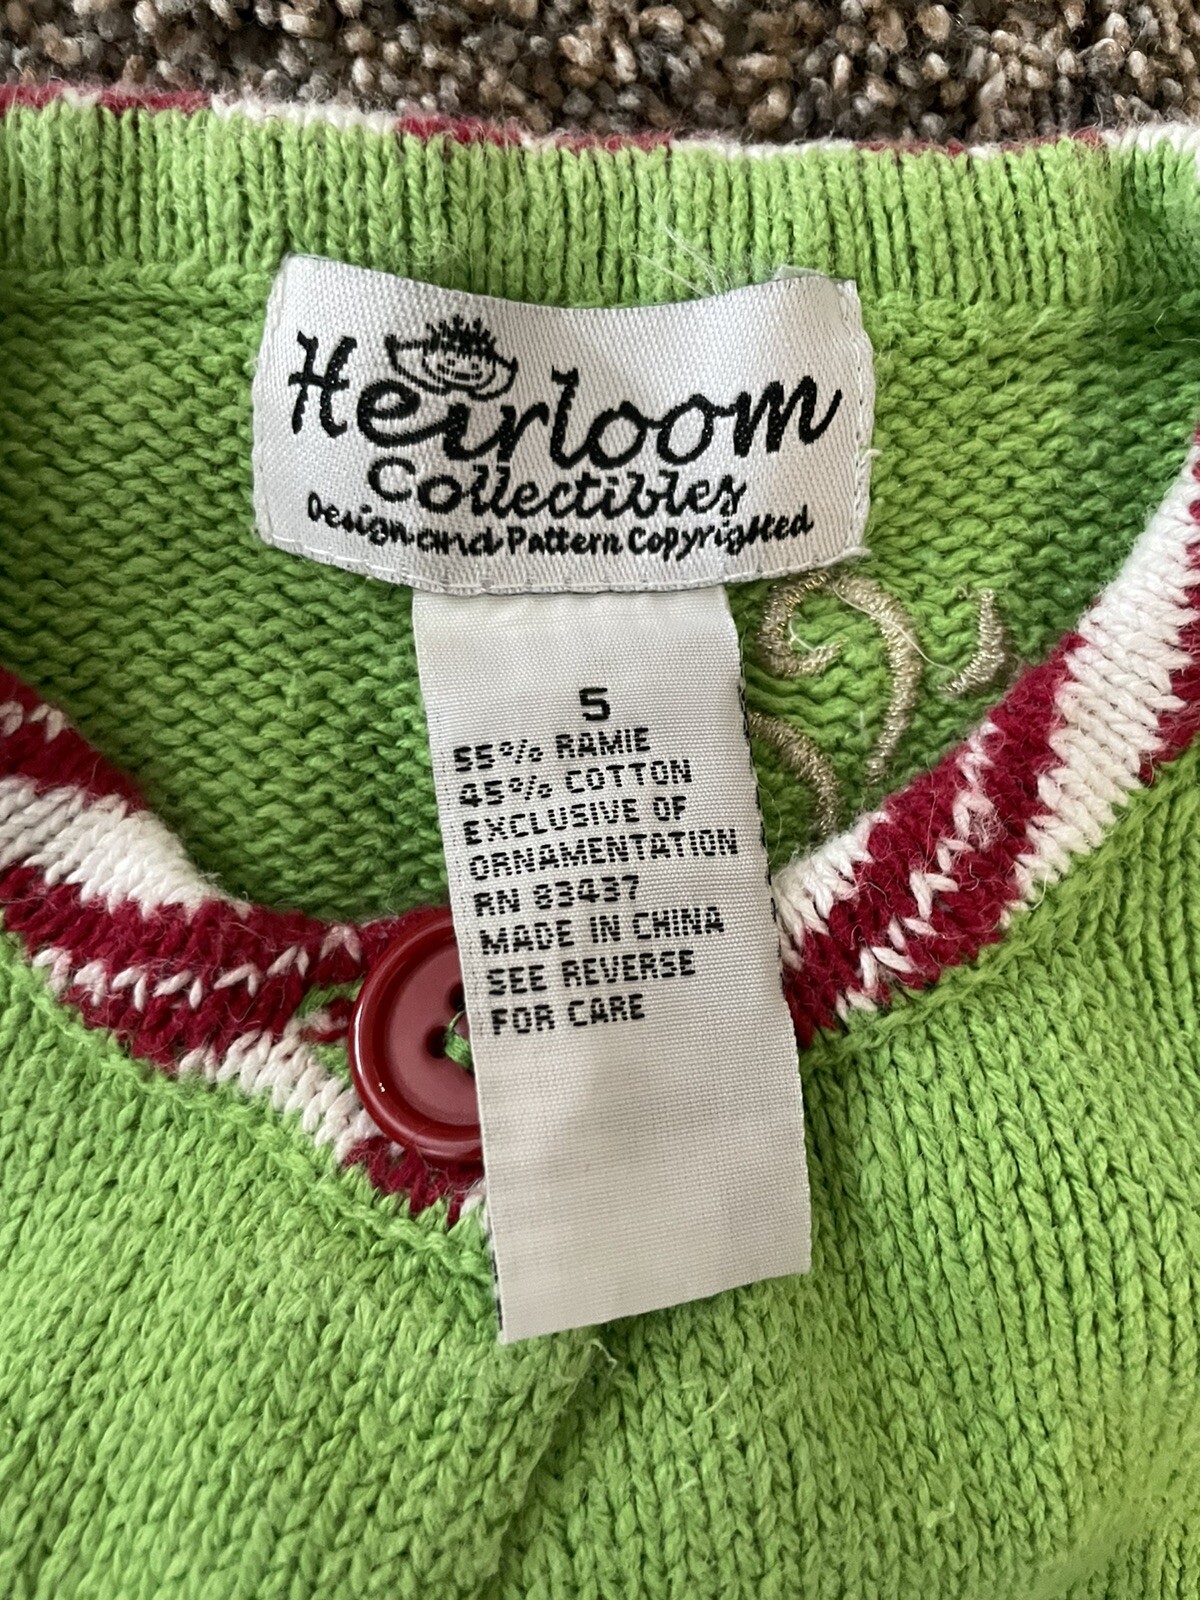 Heirloom
Collectibles
Design and Pattern Copyrighted
5
55% RAMIE
45% COTTON
EXCLUSIVE OF
ORNAMENTATION
RN 83437
MADE IN CHINA
SEE REVERSE
FOR CARE